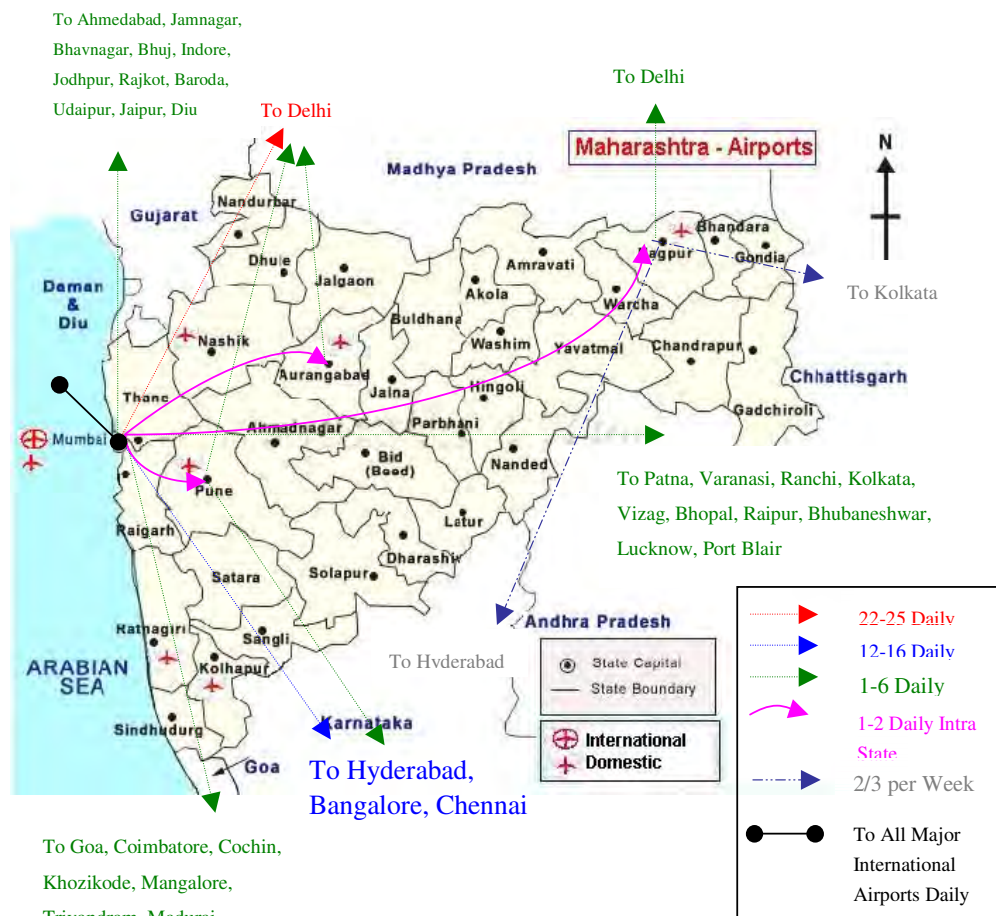 To Ahmedabad, Jamnagar,
Bhavnagar, Bhuj, Indore,
Jodhpur, Rajkot, Baroda,
Udaipur, Jaipur, Diu
To Delhi
To Delhi
Maharashtra - Airports
N
Madhya Pradesh
Gujarat
Nandurbar
Dhule
Jalgaon
Amravati
Nagpur
Bhandara
Gondia
To Kolkata
Daman
&
Diu
Nashik
Aurangabad
Buldhana
Akola
Washim
Warcha
Yavatmal
Chandrapur
Chhattisgarh
Gadchiroli
Thane
Jalna
Hingoli
Mumbai
Ahmadnagar
Parbhani
Bid
(Beed)
Nanded
Pune
Raigarh
Latur
Dharashiv
Solapur
Satara
To Patna, Varanasi, Ranchi, Kolkata,
Vizag, Bhopal, Raipur, Bhubaneshwar,
Lucknow, Port Blair
Ratnagiri
Sangli
Kolhapur
ARABIAN
SEA
Sindhudurg
Goa
Karnataka
Andhra Pradesh
To Hyderabad
State Capital
State Boundary
International
Domestic
To Hyderabad,
Bangalore, Chennai
22-25 Daily
12-16 Daily
1-6 Daily
1-2 Daily Intra
State
2/3 per Week
To All Major
International
Airports Daily
To Goa, Coimbatore, Cochin,
Khozikode, Mangalore,
Trivandram, Madurai